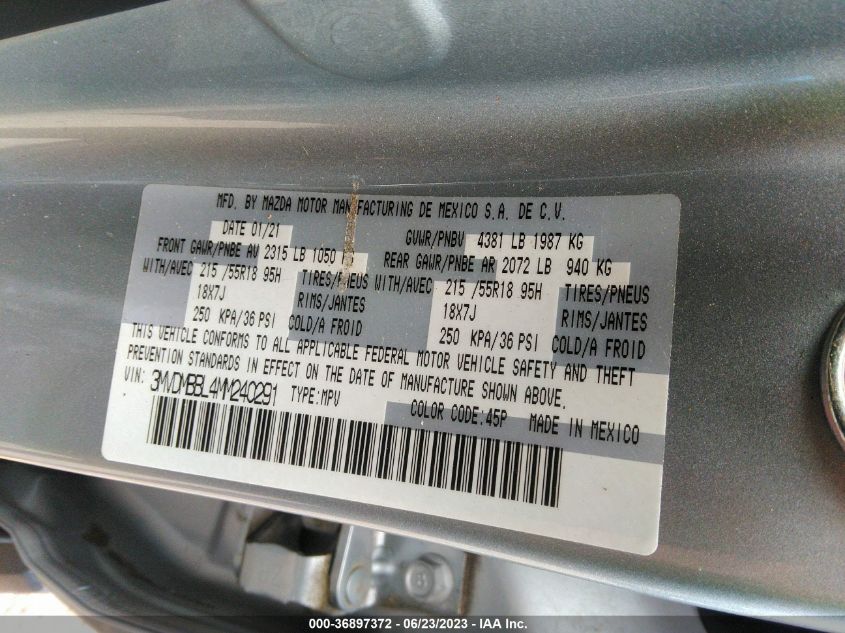 MFD. BY MAZDA MOTOR MANUFACTURING DE MEXICO S.A. DE C.V.
DATE 01/21 GVWR/PNBV 4381 LB 1987 KG
FRONT GAWR/PNBE AV 2315 LB 1050 REAR GAWR/PNBE AR 2072 LB 940 KG
WITH/AVEC 215 /55R18 95H TIRES/PNEUS WITH/AVEC 215 /55R18 95H TIRES/PNEUS
18X7J RIMS/JANTES 18X7J RIMS/JANTES
250 KPA/36 PSI COLD/A FROID 250 KPA/36 PSI COLD/A FROID
THIS VEHICLE CONFORMS TO ALL APPLICABLE FEDERAL MOTOR VEHICLE SAFETY AND THEFT
PREVENTION STANDARDS IN EFFECT ON THE DATE OF MANUFACTURE SHOWN ABOVE.
VIN: 3MVDMBBL4MM240291 TYPE:MPV COLOR CODE:45P MADE IN MEXICO
000-36897372 - 06/23/2023 - IAA Inc.